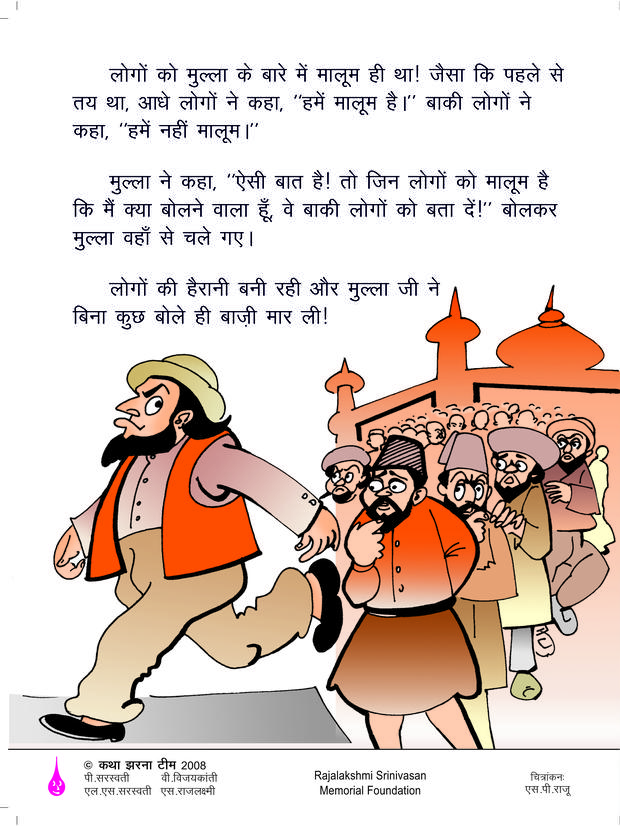 लोगों को मुल्ला के बारे में मालूम ही था! जैसा कि पहले से
तय था, आधे लोगों ने कहा, ''हमें मालूम है।'' बाकी लोगों ने
कहा, ''हमें नहीं मालूम।''
मुल्ला ने कहा, ''ऐसी बात है! तो जिन लोगों को मालूम है
कि मैं क्या बोलने वाला हूँ, वे बाकी लोगों को बता दें!'' बोलकर
मुल्ला वहाँ से चले गए।
लोगों की हैरानी बनी रही और मुल्ला जी ने
बिना कुछ बोले ही बाज़ी मार ली!
© कथा झरना टीम 2008
पी.सरस्वती वी.विजयकांती
एल.एस.सरस्वती एस.राजलक्ष्मी
Rajalakshmi Srinivasan
Memorial Foundation
चित्रांकनः
एस.पी.राजू